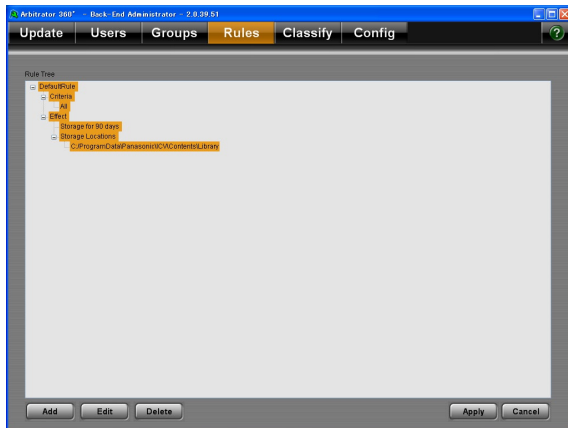 Arbitrator 360° - Back-End Administrator - 2.0.39.51
Update Users Groups Rules Classify Config ?
Rule Tree
DefaultRule
Criteria
All
Effect
Storage for 90 days
Storage Locations
C:/ProgramData\Panasonic\ICV\Contents\Library
Add Edit Delete Apply Cancel